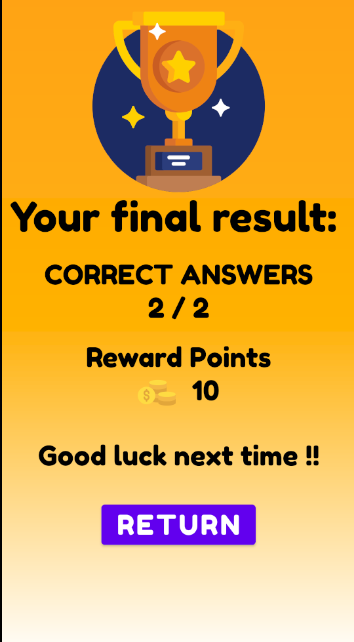 Your final result:
CORRECT ANSWERS
2 / 2
Reward Points
$ 10
Good luck next time !!
RETURN